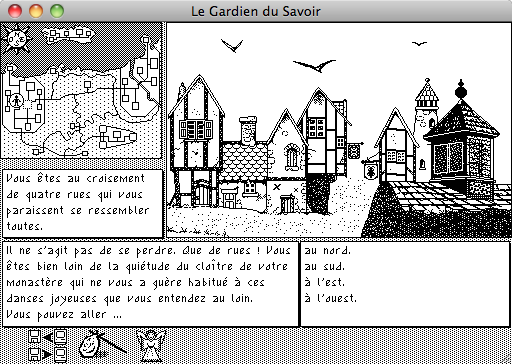 Le Gardien du Savoir
Vous êtes au croisement
de quatre rues qui vous
paraissent se ressembler
toutes.
Il ne s'agit pas de se perdre. Que de rues ! Vous
êtes bien loin de la quiétude du cloître de votre
monastère qui ne vous a guère habitué à ces
danses joyeuses que vous entendez au loin.
Vous pouvez aller ...
au nord.
au sud.
à l'est.
à l'ouest.